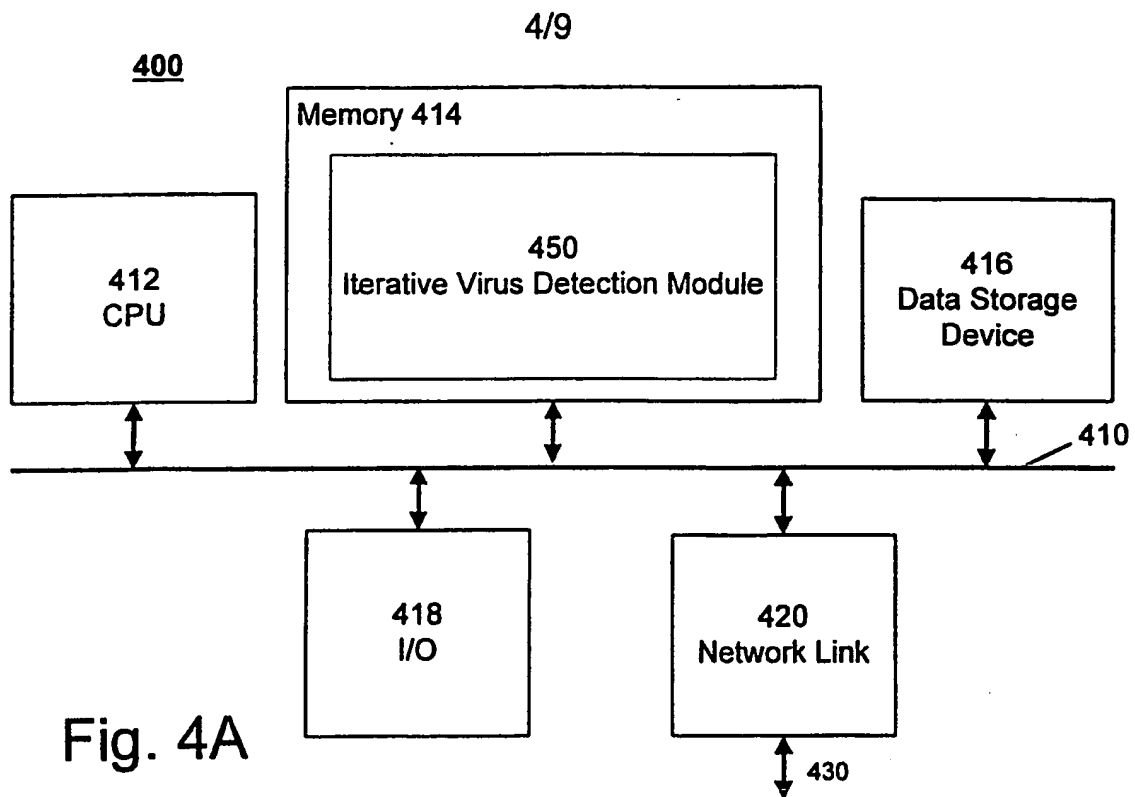 4/9
400
Memory 414
450
Iterative Virus Detection Module
412
CPU
416
Data Storage
Device
410
418
I/O
420
Network Link
Fig. 4A
430